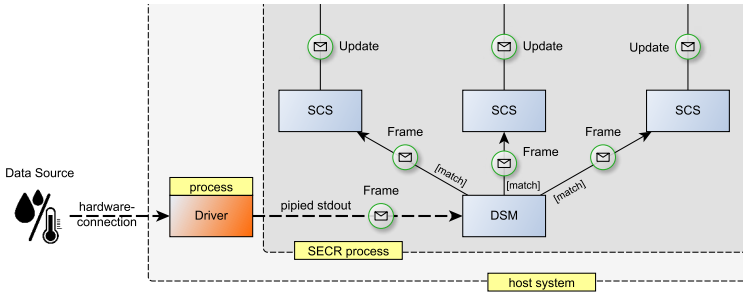 Update
Update
Update
SCS
SCS
SCS
Frame
Frame
Frame
[match]
[match]
[match]
Data Source
process
Frame
hardware-
connection
Driver
pipied stdout
DSM
SECR process
host system